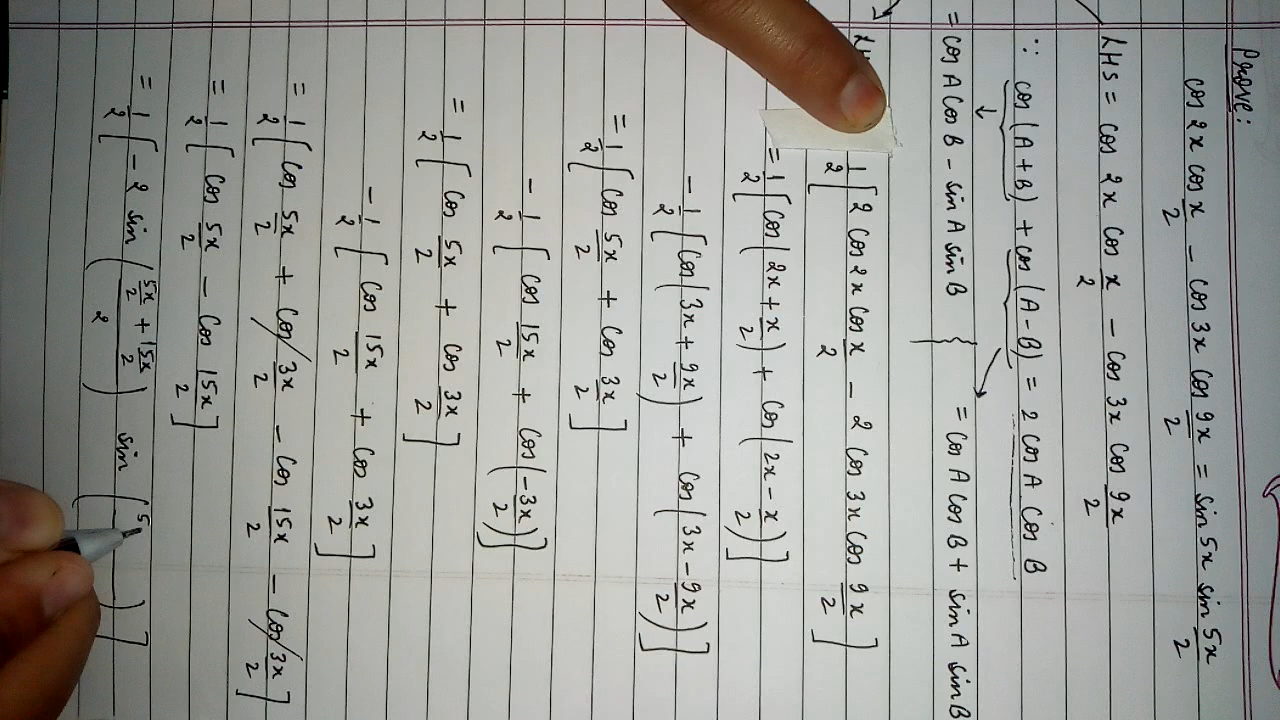 Prove:
cos 2x cos x/2 - cos 3x cos 9x/2 = sin 5x sin 5x/2
LHS = cos 2x cos x/2 - cos 3x cos 9x/2
∵ cos(A+B) + cos(A-B) = 2 cos A cos B
= cos A cos B - sin A sin B } = cos A cos B + sin A sin B
1/2 [2 cos 2x cos x/2 - 2 cos 3x cos 9x/2]
= 1/2 [cos(2x + x/2) + cos(2x - x/2)]
- 1/2 [cos(3x + 9x/2) + cos(3x - 9x/2)]
= 1/2 [cos 5x/2 + cos 3x/2]
- 1/2 [cos 15x/2 + cos(-3x/2)]
= 1/2 [cos 5x/2 + cos 3x/2]
- 1/2 [cos 15x/2 + cos 3x/2]
= 1/2 [cos 5x/2 + cos 3x/2 - cos 15x/2 - cos 3x/2]
= 1/2 [cos 5x/2 - cos 15x/2]
= 1/2 [-2 sin ((5x/2 + 15x/2)/2) sin (5 )]